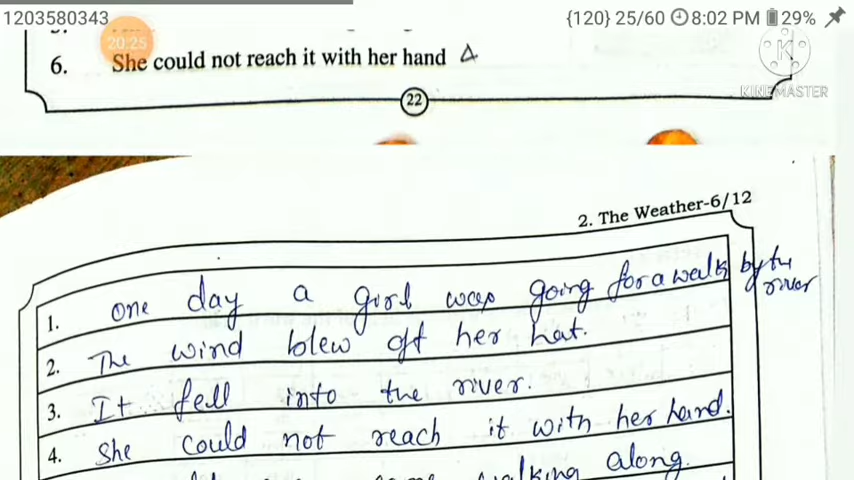 1203580343 {120} 25/60 8:02 PM 29%
20:25
6. She could not reach it with her hand 4
K
KINEMASTER
22
2. The Weather-6/12
1. One day a girl was going for a walk by the river
2. The wind blew off her hat.
3. It fell into the river.
4. She could not reach it with her hand.
walking along.